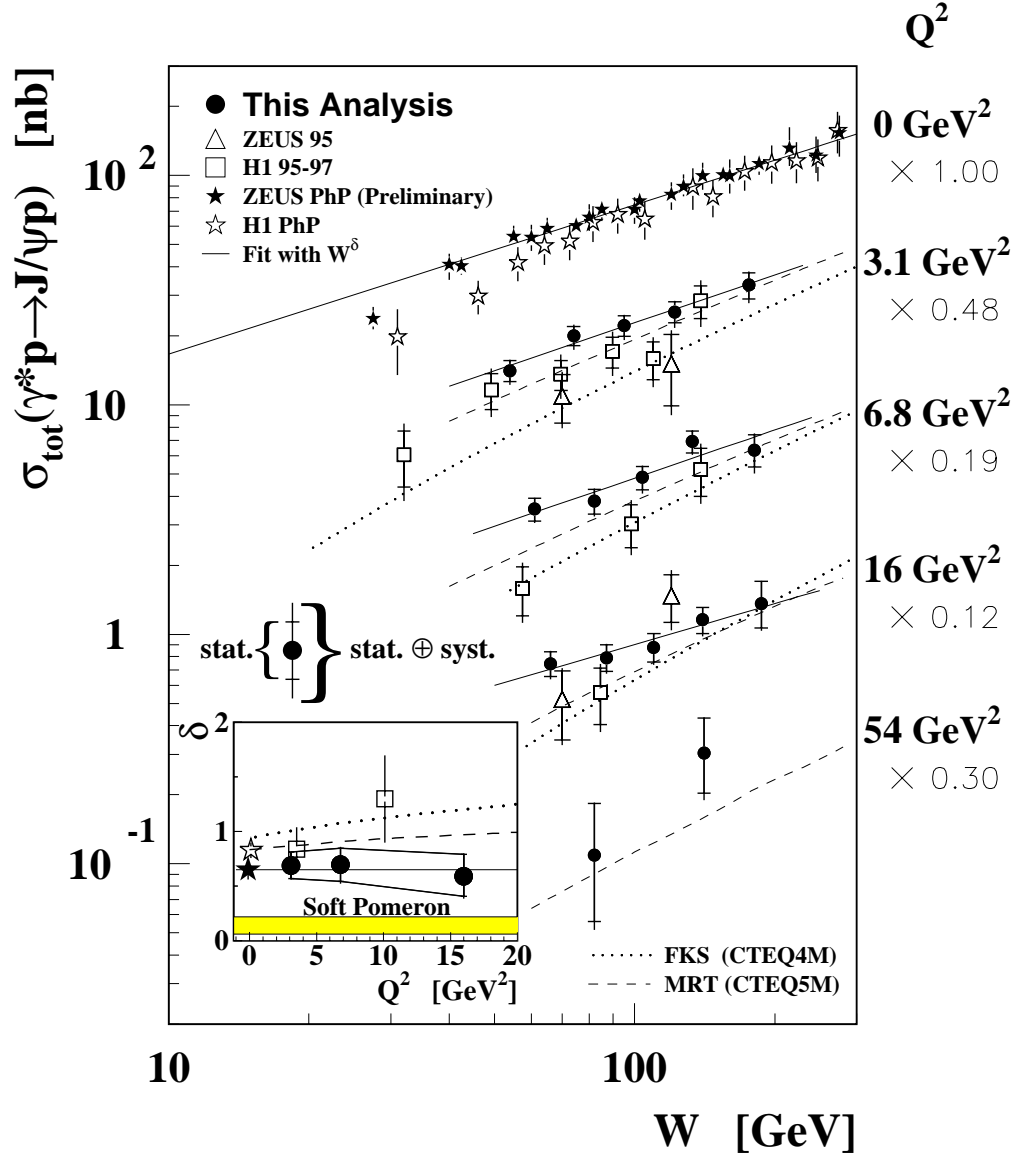 Q²
σ_tot(γ*p→J/ψp) [nb]
This Analysis
ZEUS 95
H1 95-97
ZEUS PhP (Preliminary)
H1 PhP
Fit with W^δ
0 GeV²
× 1.00
3.1 GeV²
× 0.48
6.8 GeV²
× 0.19
16 GeV²
× 0.12
54 GeV²
× 0.30
10²
10
1
10⁻¹
stat.{ } stat. ⊕ syst.
δ
2
1
0
Soft Pomeron
0 5 10 15 20
Q² [GeV²]
FKS (CTEQ4M)
MRT (CTEQ5M)
10 100
W [GeV]